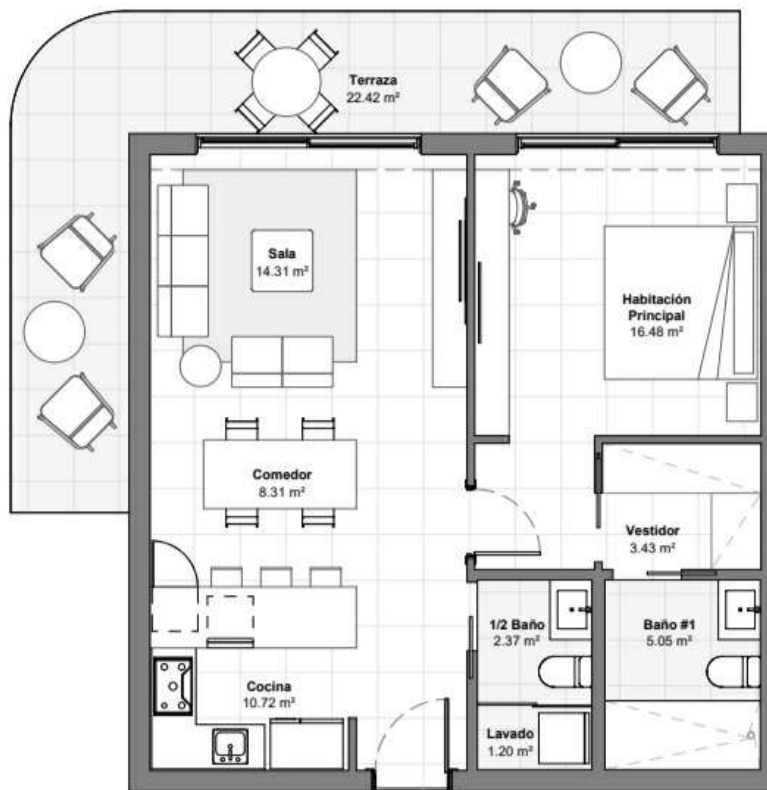 Terraza
22.42 m²
Sala
14.31 m²
Habitación
Principal
16.48 m²
Comedor
8.31 m²
Vestidor
3.43 m²
1/2 Baño
2.37 m²
Baño #1
5.05 m²
Cocina
10.72 m²
Lavado
1.20 m²